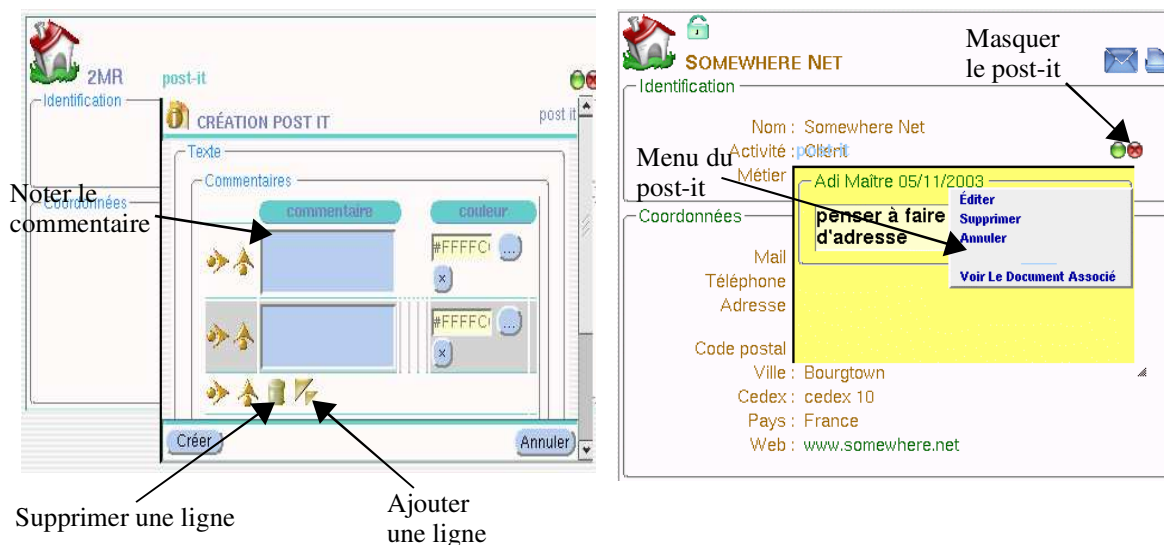 2MR
post-it
Identification
CRÉATION POST IT
post it
Texte
Commentaires
Noter le
commentaire
Coordonnées
commentaire
couleur
#FFFFC
...
x
#FFFFC
...
x
Créer
Annuler
Supprimer une ligne
Ajouter
une ligne
SOMEWHERE NET
Masquer
le post-it
Identification
Nom : Somewhere Net
Activité : Client
post-it
Menu du
post-it
Métier
Adi Maître 05/11/2003
Éditer
Supprimer
Annuler
Voir Le Document Associé
penser à faire
d'adresse
Coordonnées
Mail
Téléphone
Adresse
Code postal
Ville : Bourgtown
Cedex : cedex 10
Pays : France
Web : www.somewhere.net